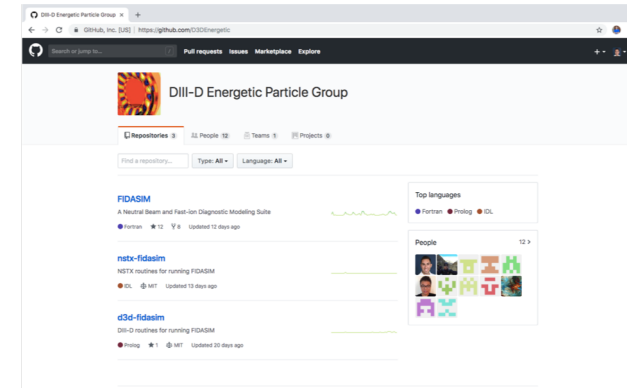 DIII-D Energetic Particle Group
GitHub, Inc. [US] | https://github.com/D3DEnergetic
Search or jump to...
Pull requests Issues Marketplace Explore
DIII-D Energetic Particle Group
Repositories 3 People 12 Teams 1 Projects 0
Find a repository... Type: All Language: All
FIDASIM
A Neutral Beam and Fast-ion Diagnostic Modeling Suite
Fortran 12 8 Updated 12 days ago
nstx-fidasim
NSTX routines for running FIDASIM
IDL MIT Updated 13 days ago
d3d-fidasim
DIII-D routines for running FIDASIM
Prolog 1 MIT Updated 20 days ago
Top languages
Fortran Prolog IDL
People 12 >